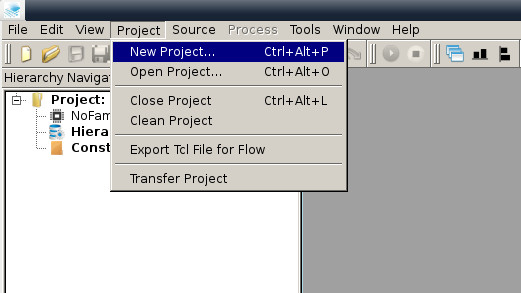 File Edit View Project Source Process Tools Window Help
New Project... Ctrl+Alt+P
Open Project... Ctrl+Alt+O
Hierarchy Naviga
Project:
Close Project Ctrl+Alt+L
NoFam
Clean Project
Hiera
Const
Export Tcl File for Flow
Transfer Project